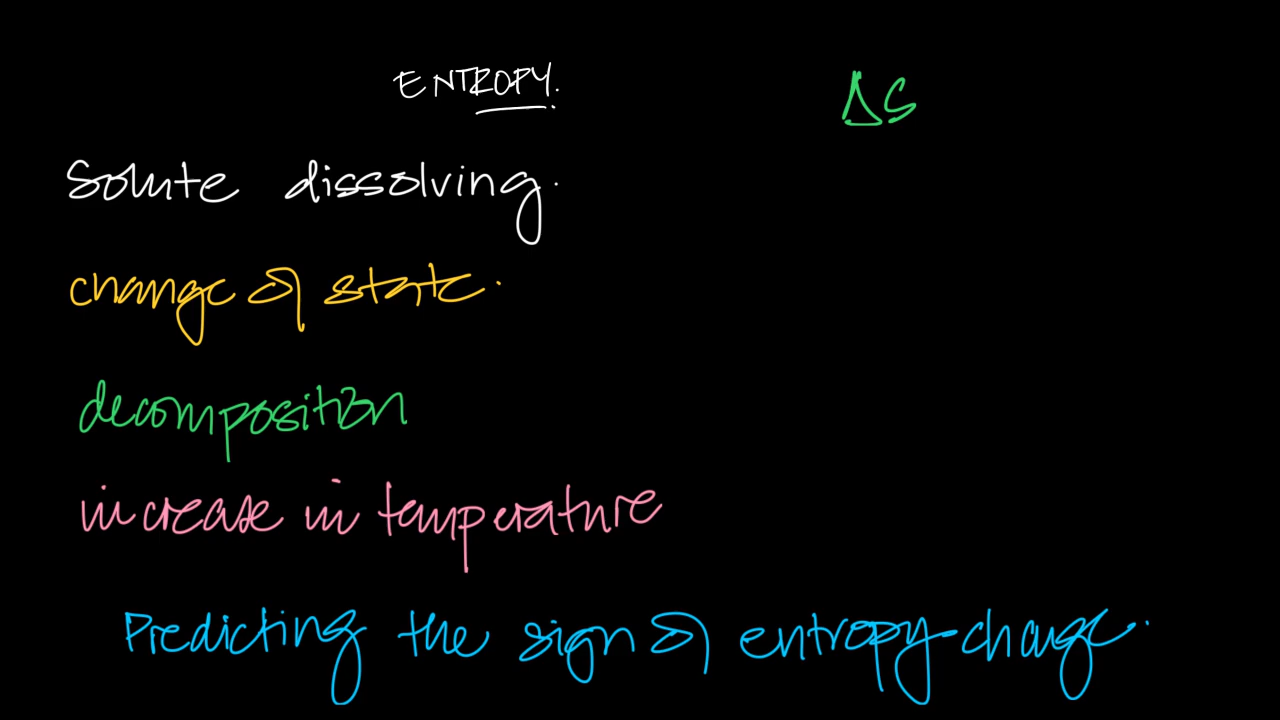 ENTROPY.
ΔS
Solute dissolving.
change of state.
decomposition
increase in temperature
Predicting the sign of entropy change.